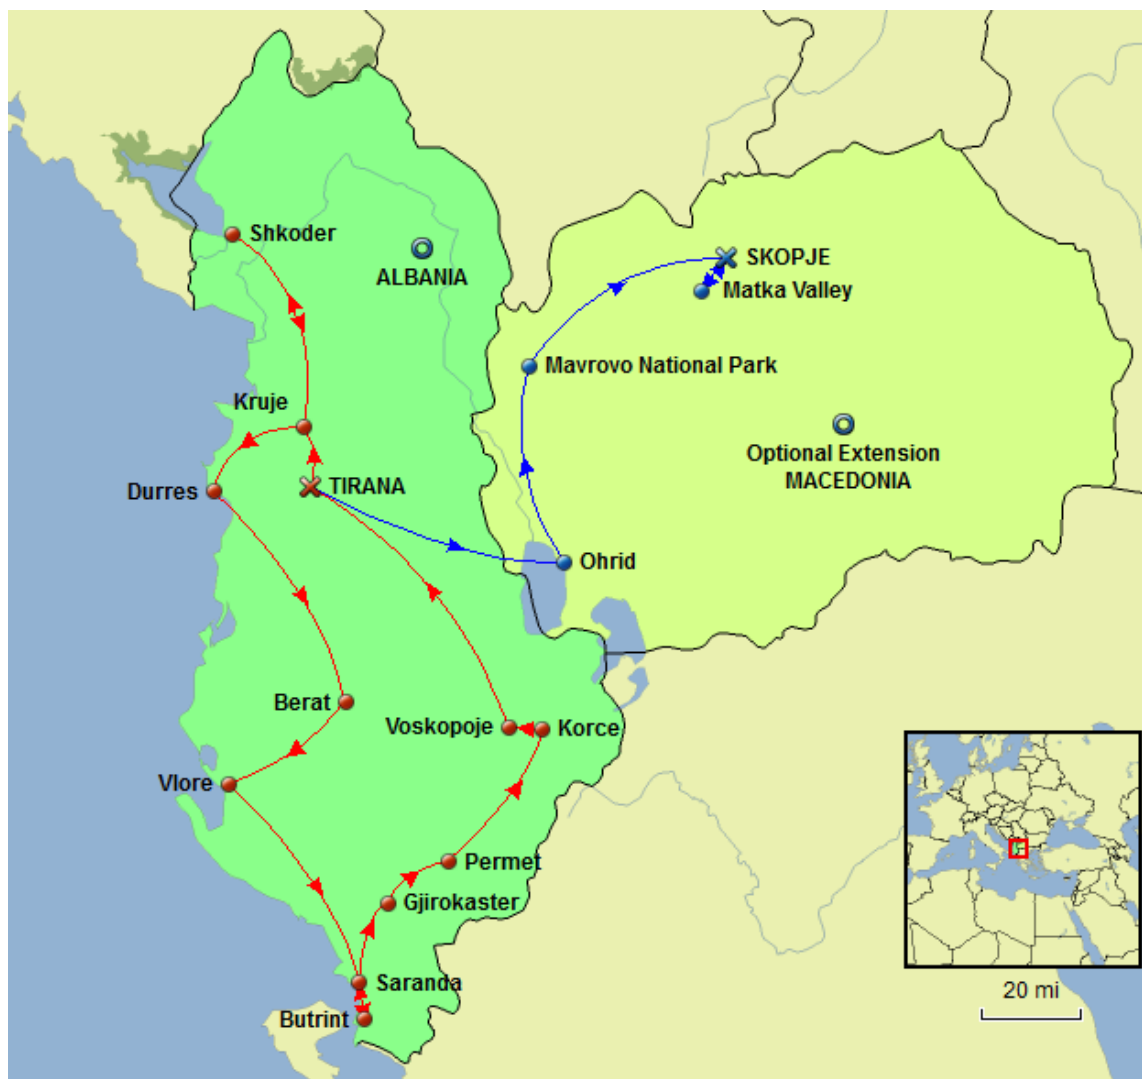 Shkoder
ALBANIA
SKOPJE
Matka Valley
Mavrovo National Park
Kruje
Optional Extension
MACEDONIA
TIRANA
Durres
Ohrid
Berat
Voskopoje
Korce
Vlore
Permet
Gjirokaster
Saranda
Butrint
20 mi